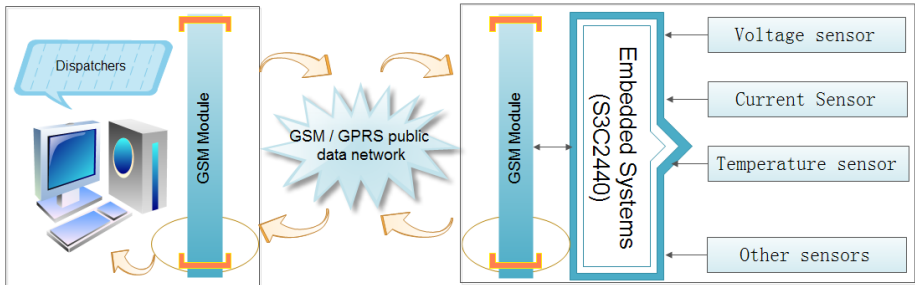 Dispatchers
GSM Module
GSM / GPRS public
data network
GSM Module
Embedded Systems
(S3C2440)
Voltage sensor
Current Sensor
Temperature sensor
Other sensors